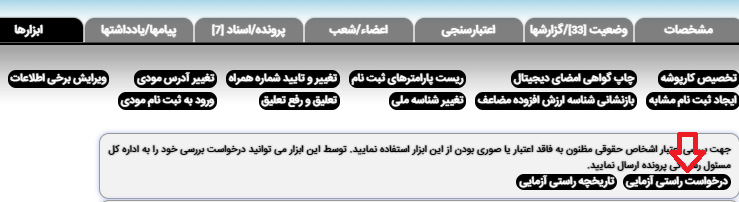 مشخصات وضعیت [33]/گزارشها اعتبارسنجی اعضاء/شعب پرونده/اسناد [7] پیامها/یادداشتها ابزارها
تخصیص کارپوشه چاپ گواهی امضای دیجیتال ریست پارامترهای ثبت نام تغییر و تایید شماره همراه تغییر آدرس مودی ویرایش برخی اطلاعات
ایجاد ثبت نام مشابه بازنشانی شناسه ارزش افزوده مضاعف تغییر شناسه ملی تعلیق و رفع تعلیق ورود به ثبت نام مودی
جهت اعتبار اشخاص حقوقی مظنون به فاقد اعتبار یا صوری بودن از این ابزار استفاده نمایید. توسط این ابزار می توانید درخواست بررسی خود را به اداره کل
مسئول پرونده ارسال نمایید.
درخواست راستی آزمایی تاریخچه راستی آزمایی